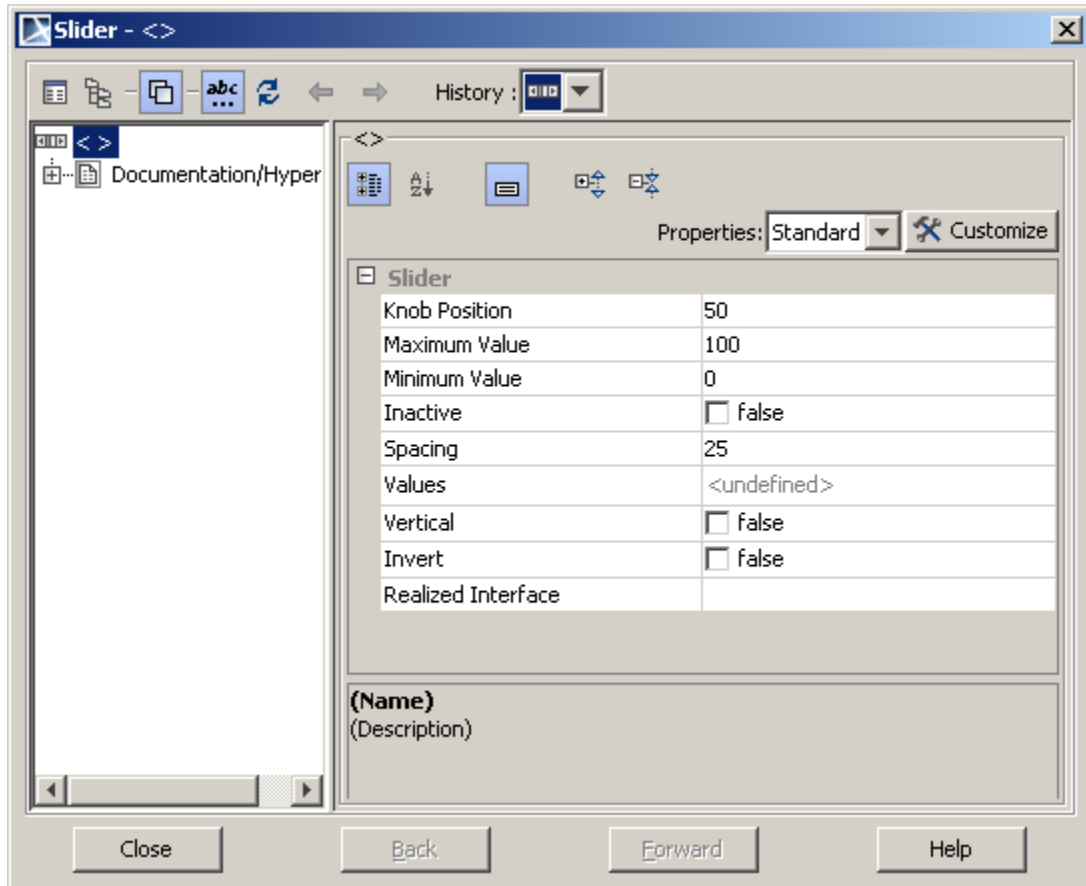 Slider - <>
abc
...
History :
< >
Documentation/Hyper
<>
A
Z
Properties: Standard Customize
Slider
Knob Position 50
Maximum Value 100
Minimum Value 0
Inactive false
Spacing 25
Values <undefined>
Vertical false
Invert false
Realized Interface
(Name)
(Description)
Close Back Forward Help